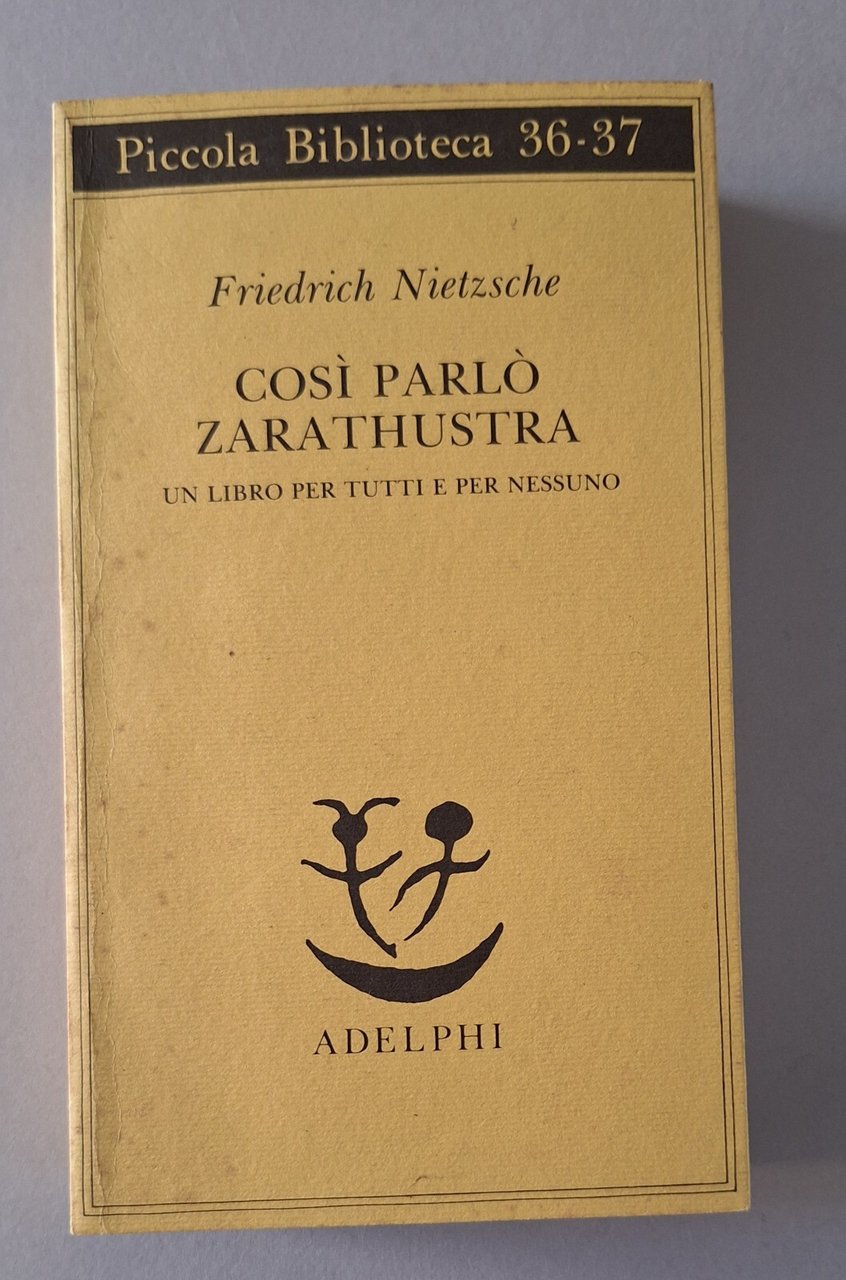 Piccola Biblioteca 36-37
Friedrich Nietzsche
COSÌ PARLÒ
ZARATHUSTRA
UN LIBRO PER TUTTI E PER NESSUNO
ADELPHI